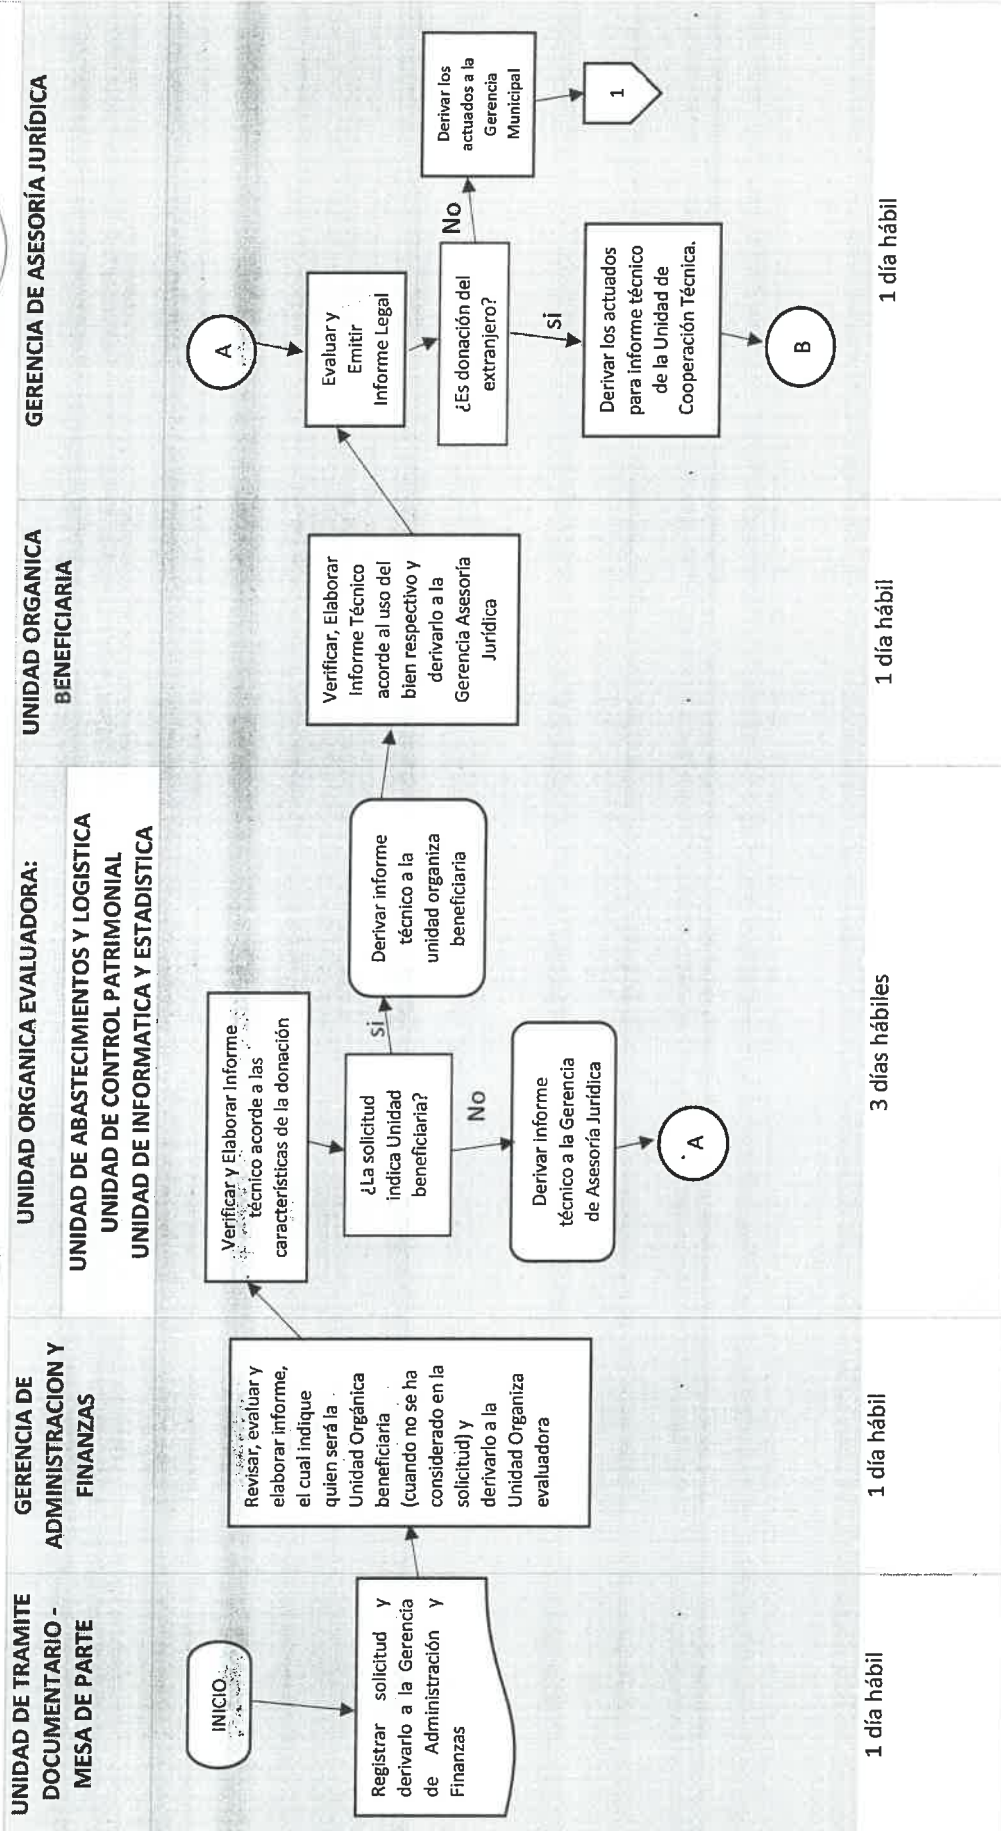 UNIDAD DE TRAMITE
DOCUMENTARIO -
MESA DE PARTE
GERENCIA DE
ADMINISTRACION Y
FINANZAS
UNIDAD ORGANICA EVALUADORA:
UNIDAD DE ABASTECIMIENTOS Y LOGISTICA
UNIDAD DE CONTROL PATRIMONIAL
UNIDAD DE INFORMATICA Y ESTADISTICA
UNIDAD ORGANICA
BENEFICIARIA
GERENCIA DE ASESORÍA JURÍDICA
INICIO
Registrar solicitud y
derivarlo a la Gerencia
de Administración y
Finanzas
Revisar, evaluar y
elaborar informe,
el cual indique
quien será la
Unidad Orgánica
beneficiaria
(cuando no se ha
considerado en la
solicitud) y
derivarlo a la
Unidad Organiza
evaluadora
Verificar y Elaborar Informe
técnico acorde a las
características de la donación
¿La solicitud
indica Unidad
beneficiaria?
si
No
Derivar informe
técnico a la
unidad organiza
beneficiaria
Derivar informe
técnico a la Gerencia
de Asesoría Jurídica
A
Verificar, Elaborar
Informe Técnico
acorde al uso del
bien respectivo y
derivarlo a la
Gerencia Asesoría
Jurídica
A
Evaluar y
Emitir
Informe Legal
¿Es donación del
extranjero?
No
si
Derivar los
actuados a la
Gerencia
Municipal
1
Derivar los actuados
para informe técnico
de la Unidad de
Cooperación Técnica.
B
1 día hábil
1 día hábil
3 días hábiles
1 día hábil
1 día hábil